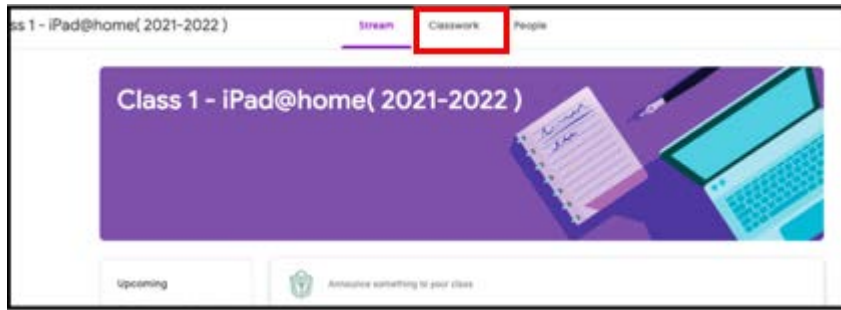 ss 1 - iPad@home( 2021-2022 )
Stream Classwork People
Class 1 - iPad@home( 2021-2022 )
Upcoming
Announce something to your class